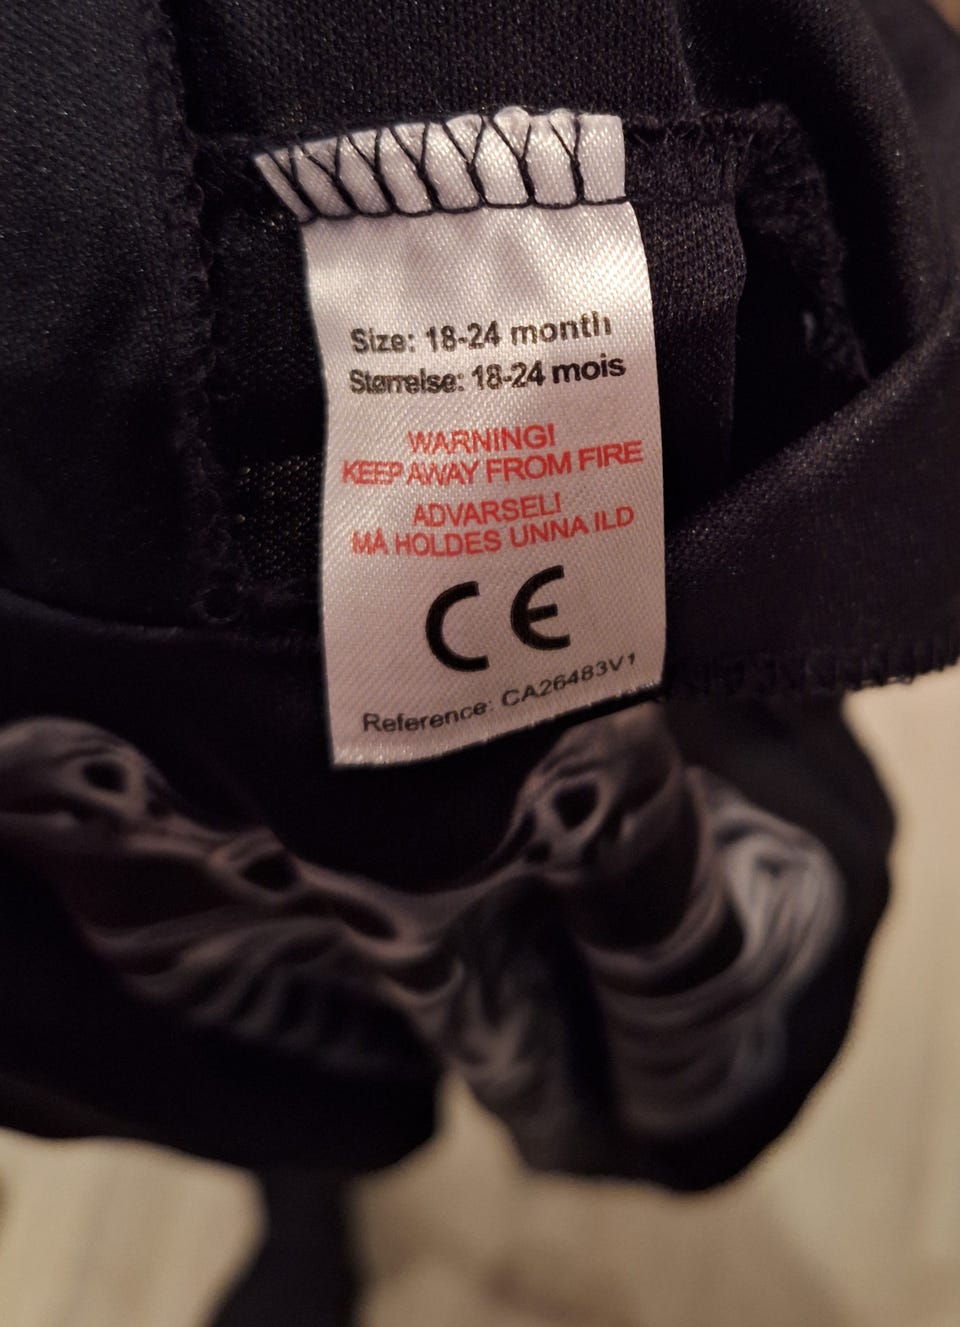 Size: 18-24 month
Størrelse: 18-24 mois
WARNING!
KEEP AWAY FROM FIRE
ADVARSEL!
MÅ HOLDES UNNA ILD
CE
Reference: CA26483V1